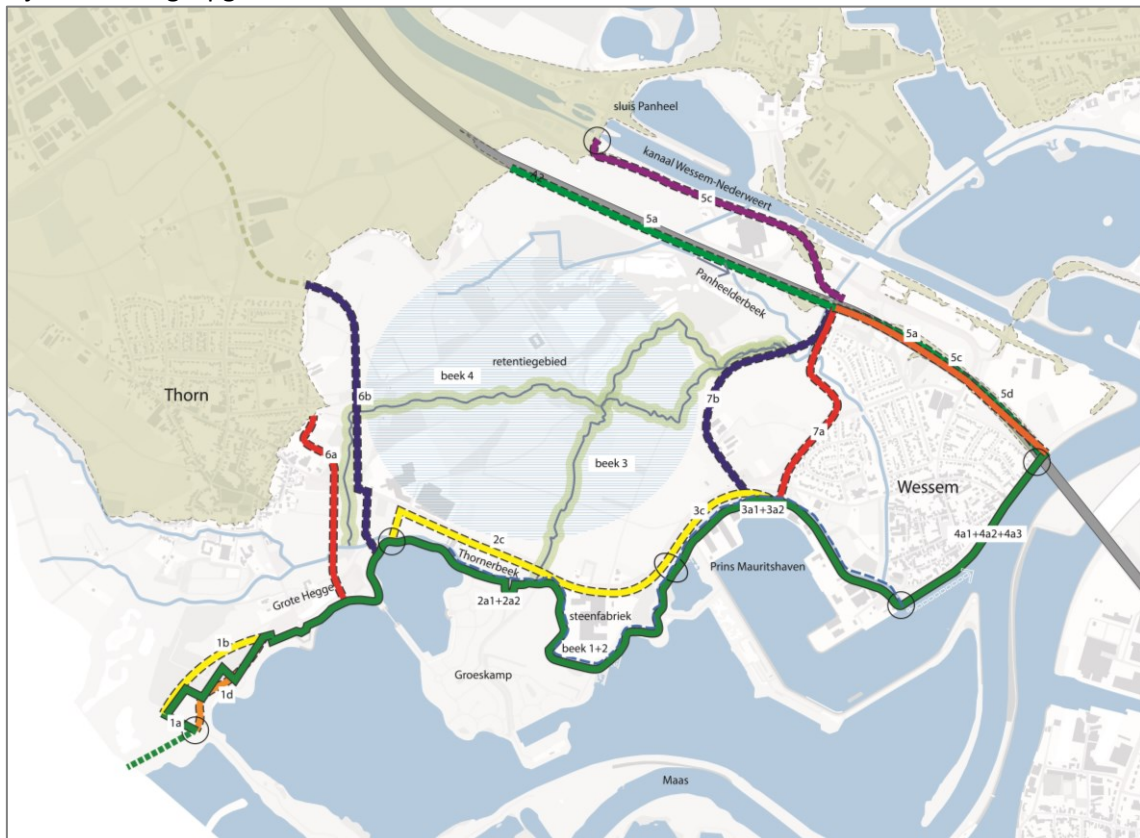 sluis Panheel
kanaal Wessem-Nederweert
5c
5a
Panheelderbeek
retentiegebied
beek 4
Thorn
6b
5a
5c
5d
7b
7a
6a
beek 3
Wessem
3c
3a1+3a2
4a1+4a2+4a3
2c
Thornerbeek
Prins Mauritshaven
Grote Hegge
2a1+2a2
steenfabriek
1b
beek 1+2
Groeskamp
1d
1a
Maas